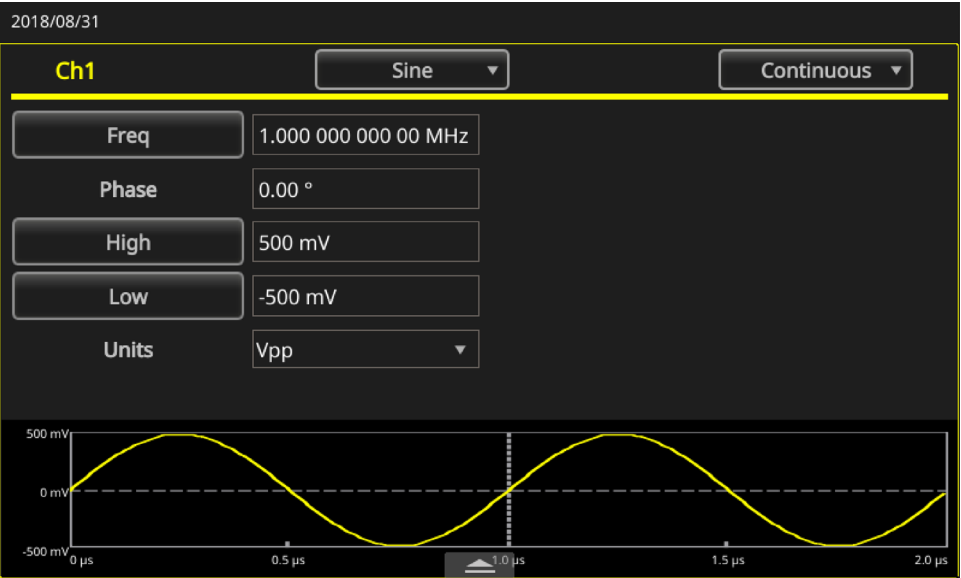 2018/08/31
Ch1 Sine Continuous
Freq 1.000 000 000 00 MHz
Phase 0.00 °
High 500 mV
Low -500 mV
Units Vpp
500 mV
0 mV
-500 mV
0 µs 0.5 µs 1.0 µs 1.5 µs 2.0 µs